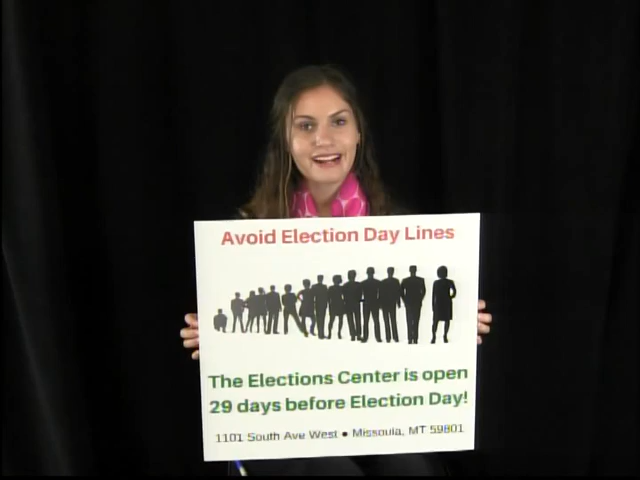 Avoid Election Day Lines
The Elections Center is open
29 days before Election Day!
1101 South Ave West • Missoula, MT 59801